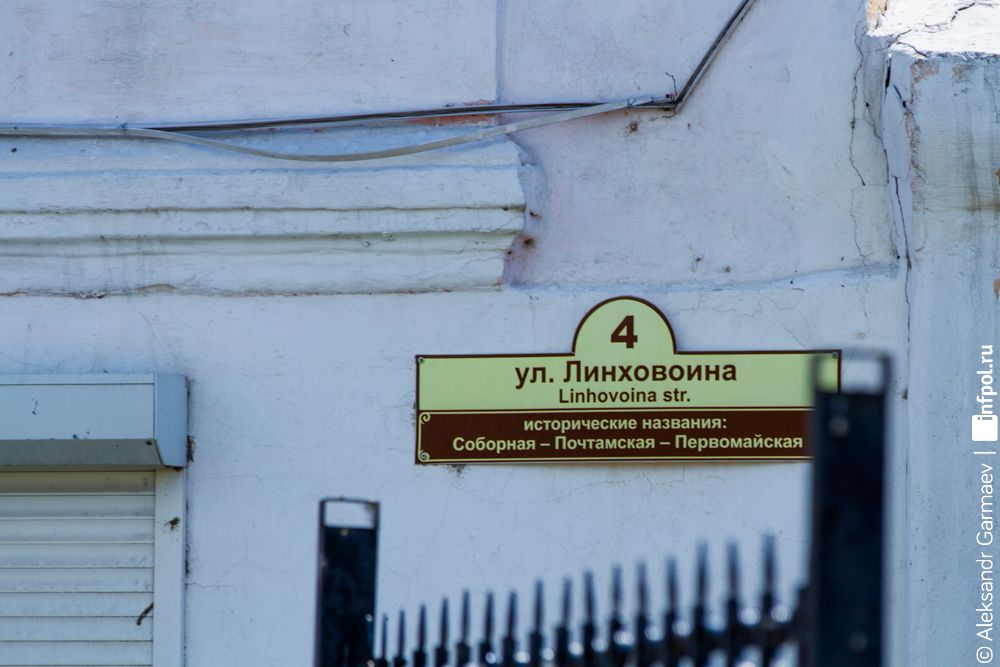 4
ул. Линховоина
Linhovoina str.
исторические названия:
Соборная – Почтамская – Первомайская
© Aleksandr Garmaev | infpol.ru